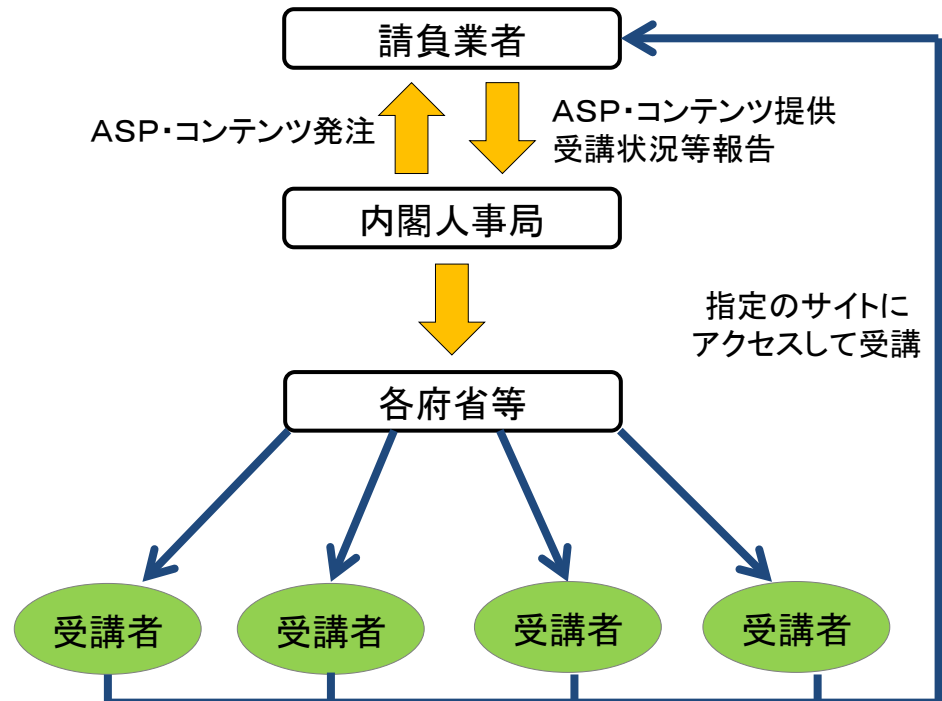 請負業者
ASP・コンテンツ発注
ASP・コンテンツ提供
受講状況等報告
内閣人事局
指定のサイトに
アクセスして受講
各府省等
受講者
受講者
受講者
受講者